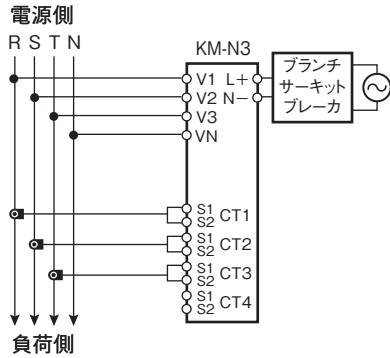 電源側
R S T N
KM-N3
V1 L+
V2 N−
V3
VN
ブランチ
サーキット
ブレーカ
S1
S2 CT1
S1
S2 CT2
S1
S2 CT3
S1
S2 CT4
負荷側